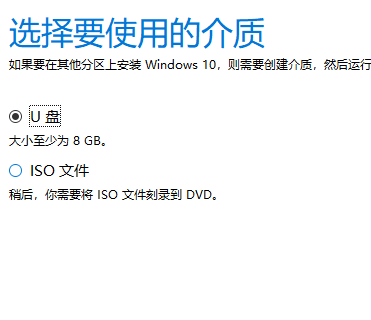 选择要使用的介质
如果要在其他分区上安装 Windows 10，则需要创建介质，然后运行
U 盘
大小至少为 8 GB。
ISO 文件
稍后，你需要将 ISO 文件刻录到 DVD。